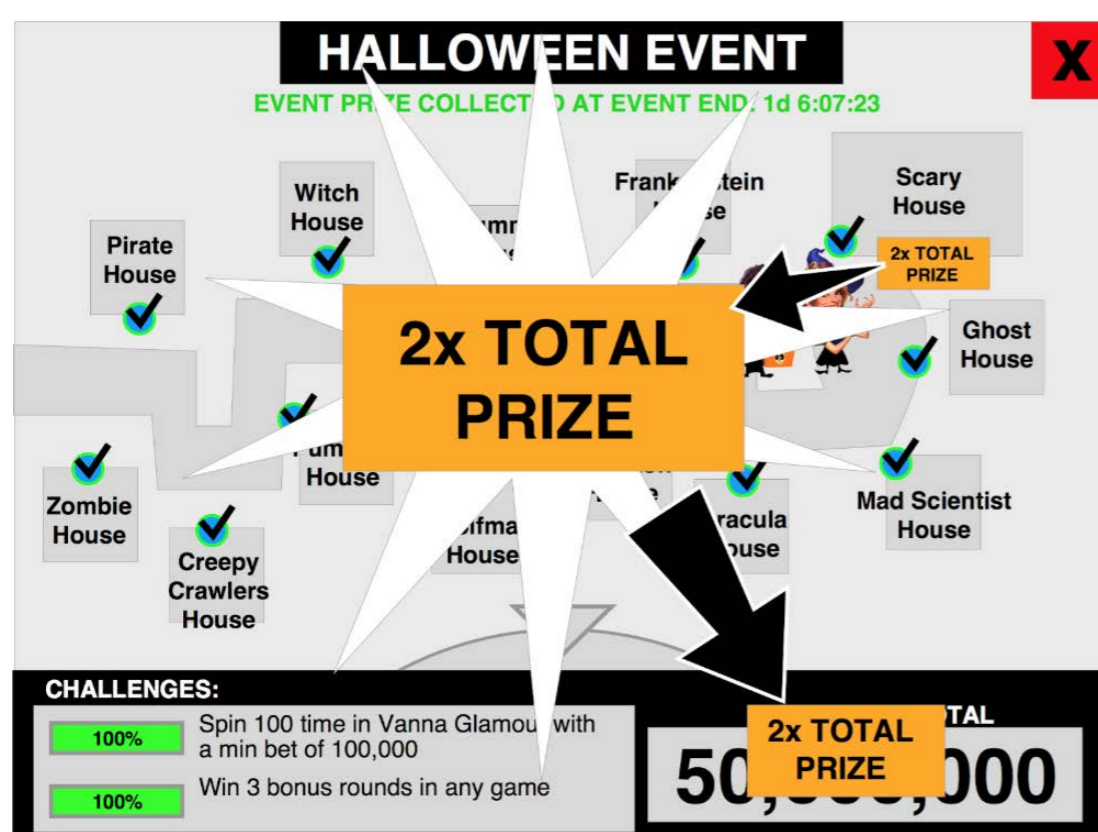 HALLOWEEN EVENT
X
EVENT PRIZE COLLECTED AT EVENT END: 1d 6:07:23
Scary
House
Witch
House
Pirate
House
2x TOTAL
PRIZE
2x TOTAL
PRIZE
Ghost
House
House
Zombie
House
Mad Scientist
House
Creepy
Crawlers
House
House
CHALLENGES:
100%
Spin 100 time in Vanna Glamour with
a min bet of 100,000
100%
Win 3 bonus rounds in any game
2x TOTAL
PRIZE